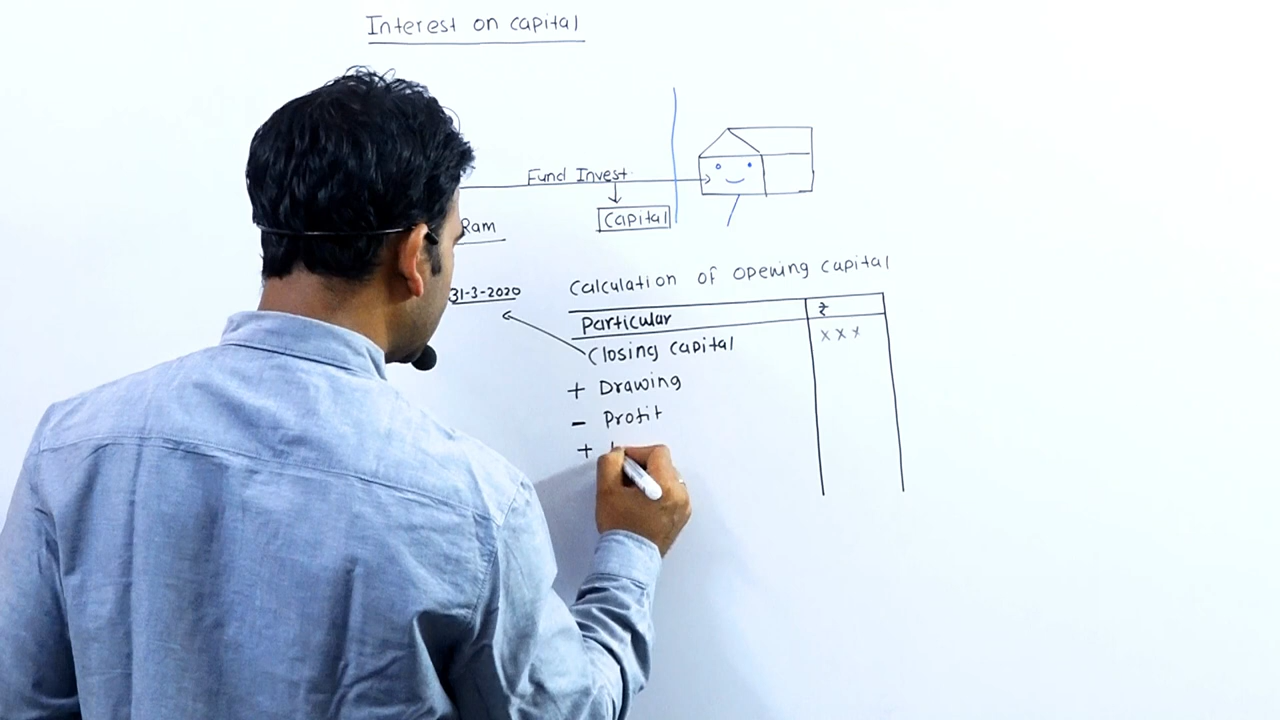 Interest on capital
Fund Invest
Capital
Ram
31-3-2020
Calculation of opening capital
Particular ₹
Closing capital xxx
+ Drawing
- Profit
+